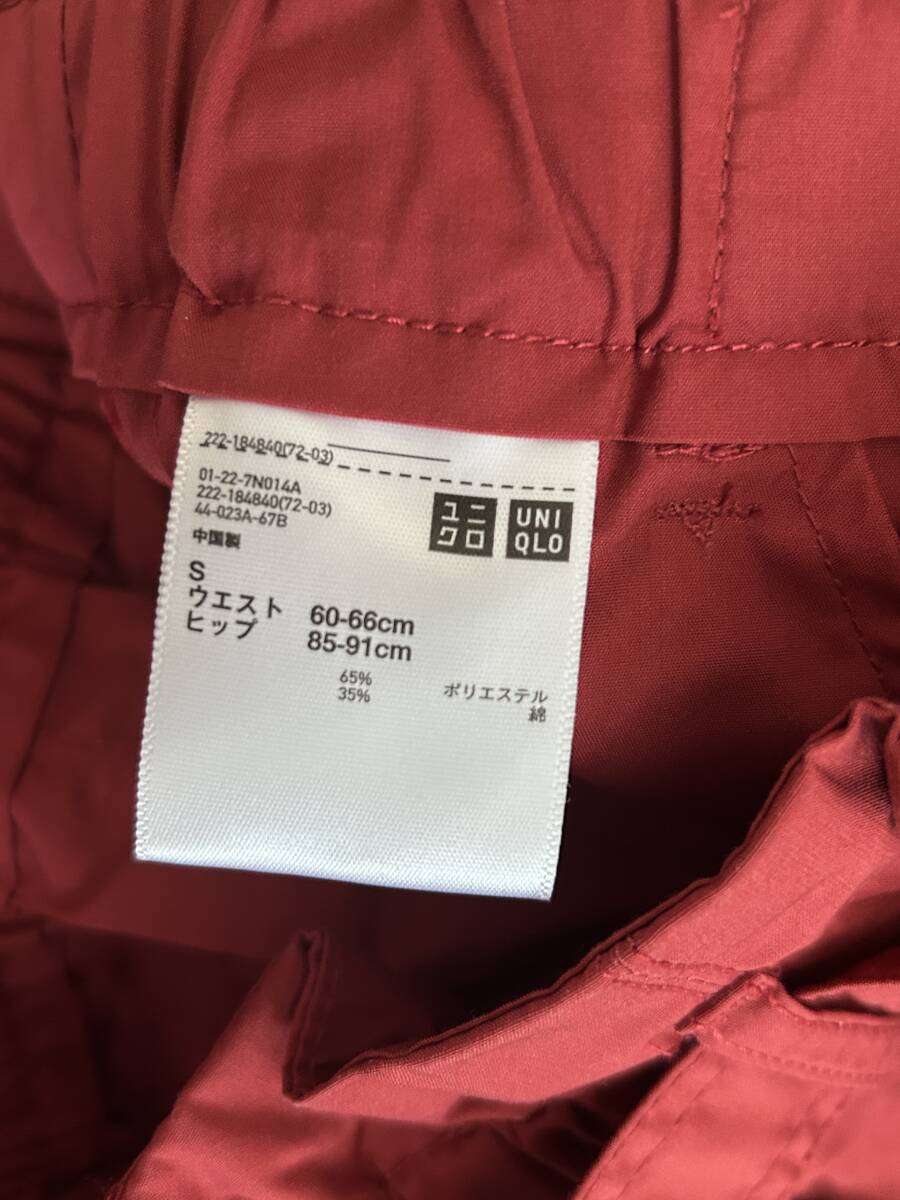 222-184840(72-03)
01-22-7N014A
222-184840(72-03)
44-023A-67B
ユニ
クロ
UNI
QLO
中国製
S
ウエスト 60-66cm
ヒップ 85-91cm
65% ポリエステル
35% 綿